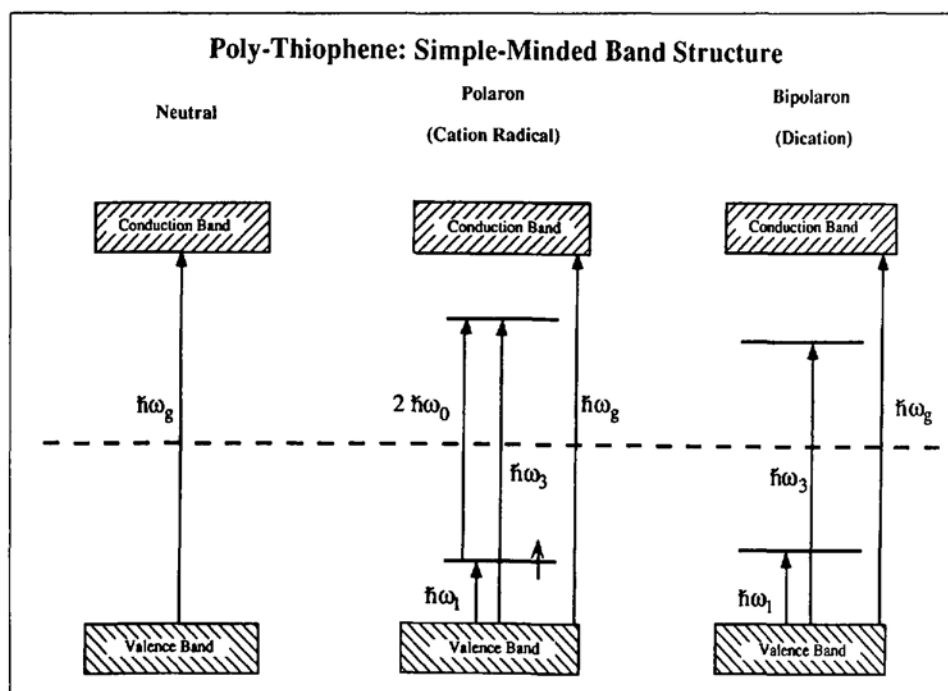 Poly-Thiophene: Simple-Minded Band Structure
Neutral
Polaron
(Cation Radical)
Bipolaron
(Dication)
Conduction Band
Conduction Band
Conduction Band
ħω_g
2 ħω_0
ħω_3
ħω_g
ħω_3
ħω_g
ħω_1
ħω_1
Valence Band
Valence Band
Valence Band